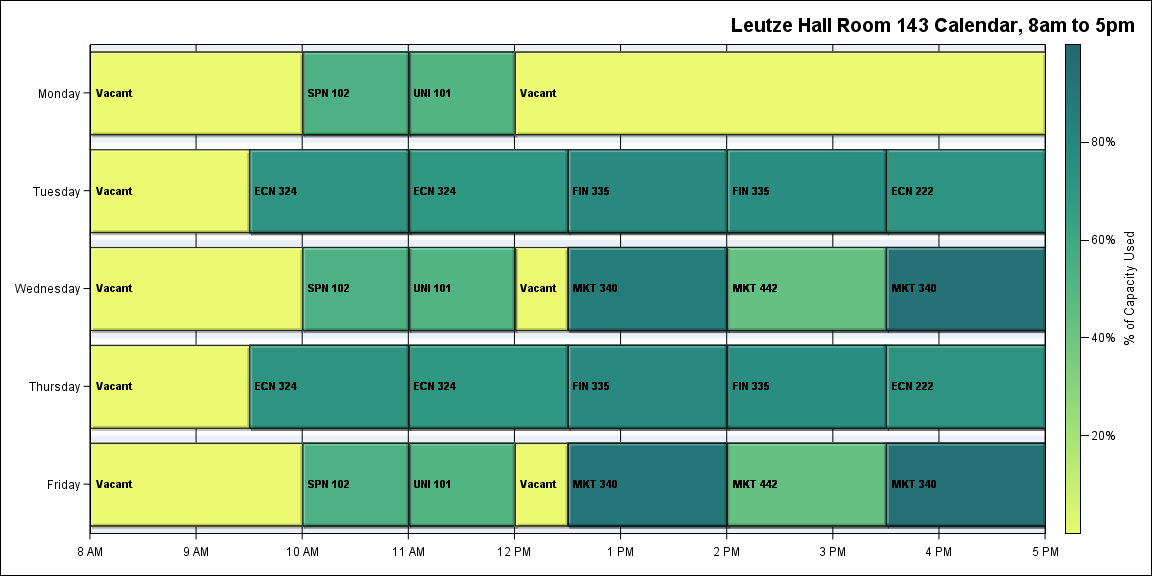 Leutze Hall Room 143 Calendar, 8am to 5pm
Monday
Vacant
SPN 102
UNI 101
Vacant
Tuesday
Vacant
ECN 324
ECN 324
FIN 335
FIN 335
ECN 222
Wednesday
Vacant
SPN 102
UNI 101
Vacant
MKT 340
MKT 442
MKT 340
Thursday
Vacant
ECN 324
ECN 324
FIN 335
FIN 335
ECN 222
Friday
Vacant
SPN 102
UNI 101
Vacant
MKT 340
MKT 442
MKT 340
8 AM
9 AM
10 AM
11 AM
12 PM
1 PM
2 PM
3 PM
4 PM
5 PM
80%
60%
40%
20%
% of Capacity Used